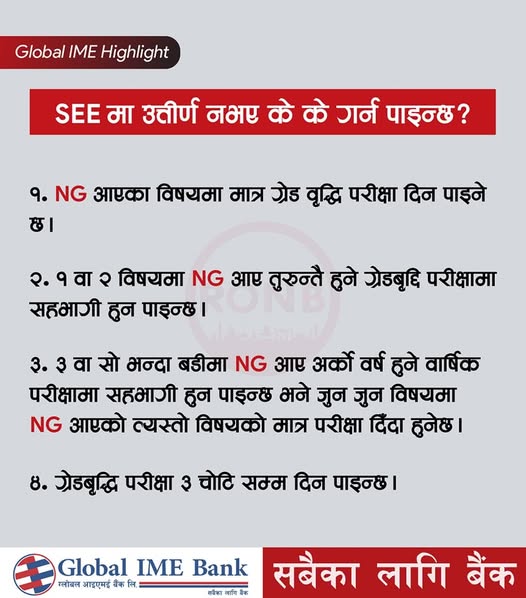 Global IME Highlight
SEE मा उत्तीर्ण नभए के के गर्न पाइन्छ?
१. NG आएका विषयमा मात्र ग्रेड वृद्धि परीक्षा दिन पाइने
छ।
२. १ वा २ विषयमा NG आए तुरुन्तै हुने ग्रेडबृद्दि परीक्षामा
सहभागी हुन पाइन्छ।
RONB
३. ३ वा सो भन्दा बढीमा NG आए अर्को वर्ष हुने वार्षिक
परीक्षामा सहभागी हुन पाइन्छ भने जुन जुन विषयमा
NG आएको त्यस्तो विषयको मात्र परीक्षा दिँदा हुनेछ।
४. ग्रेडबृद्धि परीक्षा ३ चोटि सम्म दिन पाइन्छ।
Global IME Bank
ग्लोबल आइएमई बैंक लि.
सबैका लागि बैंक
सबैका लागि बैंक